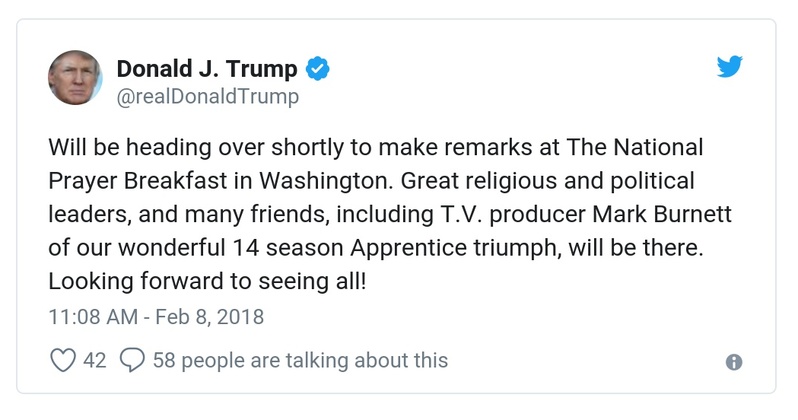 Donald J. Trump
@realDonaldTrump
Will be heading over shortly to make remarks at The National
Prayer Breakfast in Washington. Great religious and political
leaders, and many friends, including T.V. producer Mark Burnett
of our wonderful 14 season Apprentice triumph, will be there.
Looking forward to seeing all!
11:08 AM - Feb 8, 2018
42 58 people are talking about this